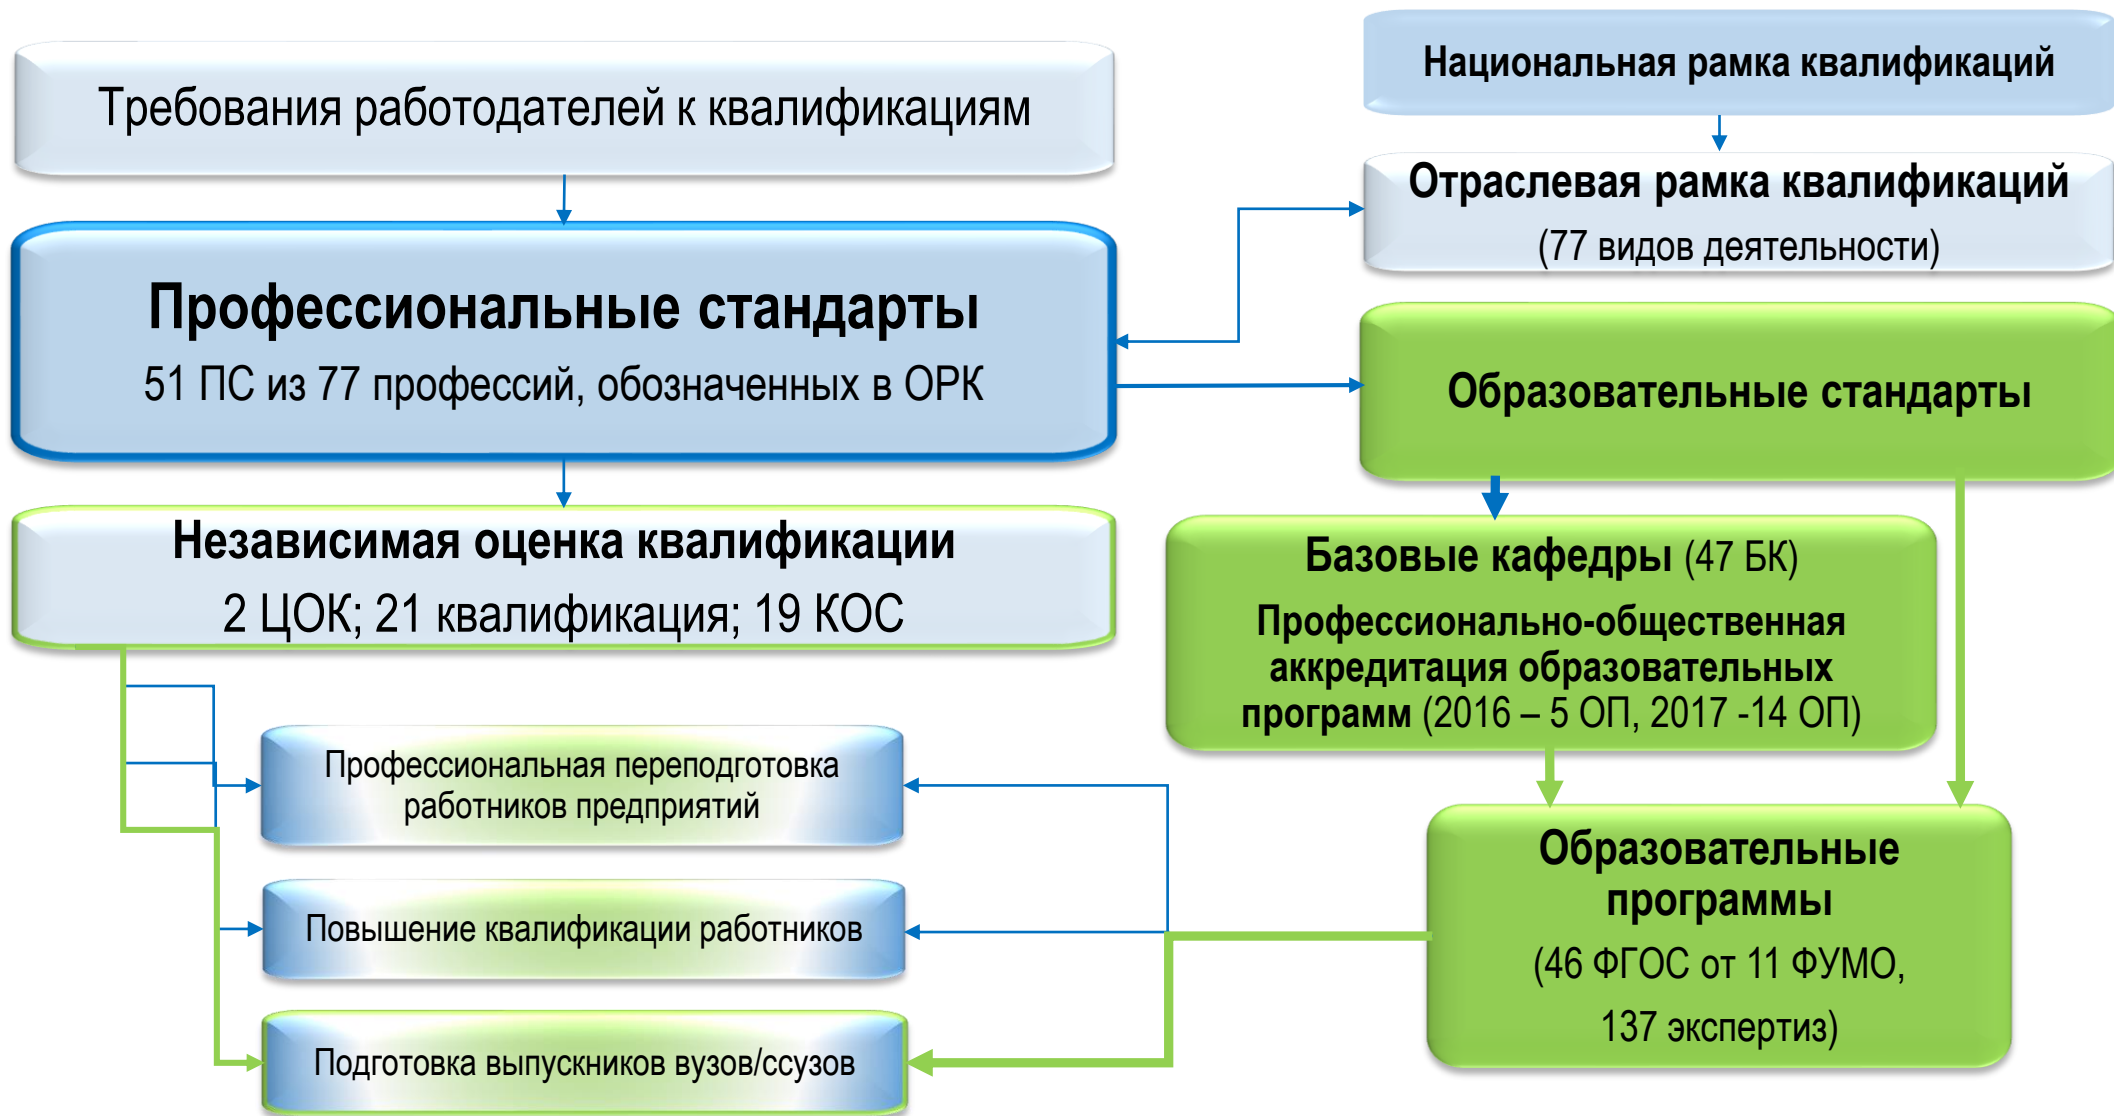 Требования работодателей к квалификациям
Национальная рамка квалификаций
Отраслевая рамка квалификаций
(77 видов деятельности)
Профессиональные стандарты
51 ПС из 77 профессий, обозначенных в ОРК
Образовательные стандарты
Независимая оценка квалификации
2 ЦОК; 21 квалификация; 19 КОС
Базовые кафедры (47 БК)
Профессионально-общественная
аккредитация образовательных
программ (2016 – 5 ОП, 2017 -14 ОП)
Профессиональная переподготовка
работников предприятий
Повышение квалификации работников
Подготовка выпускников вузов/ссузов
Образовательные
программы
(46 ФГОС от 11 ФУМО,
137 экспертиз)